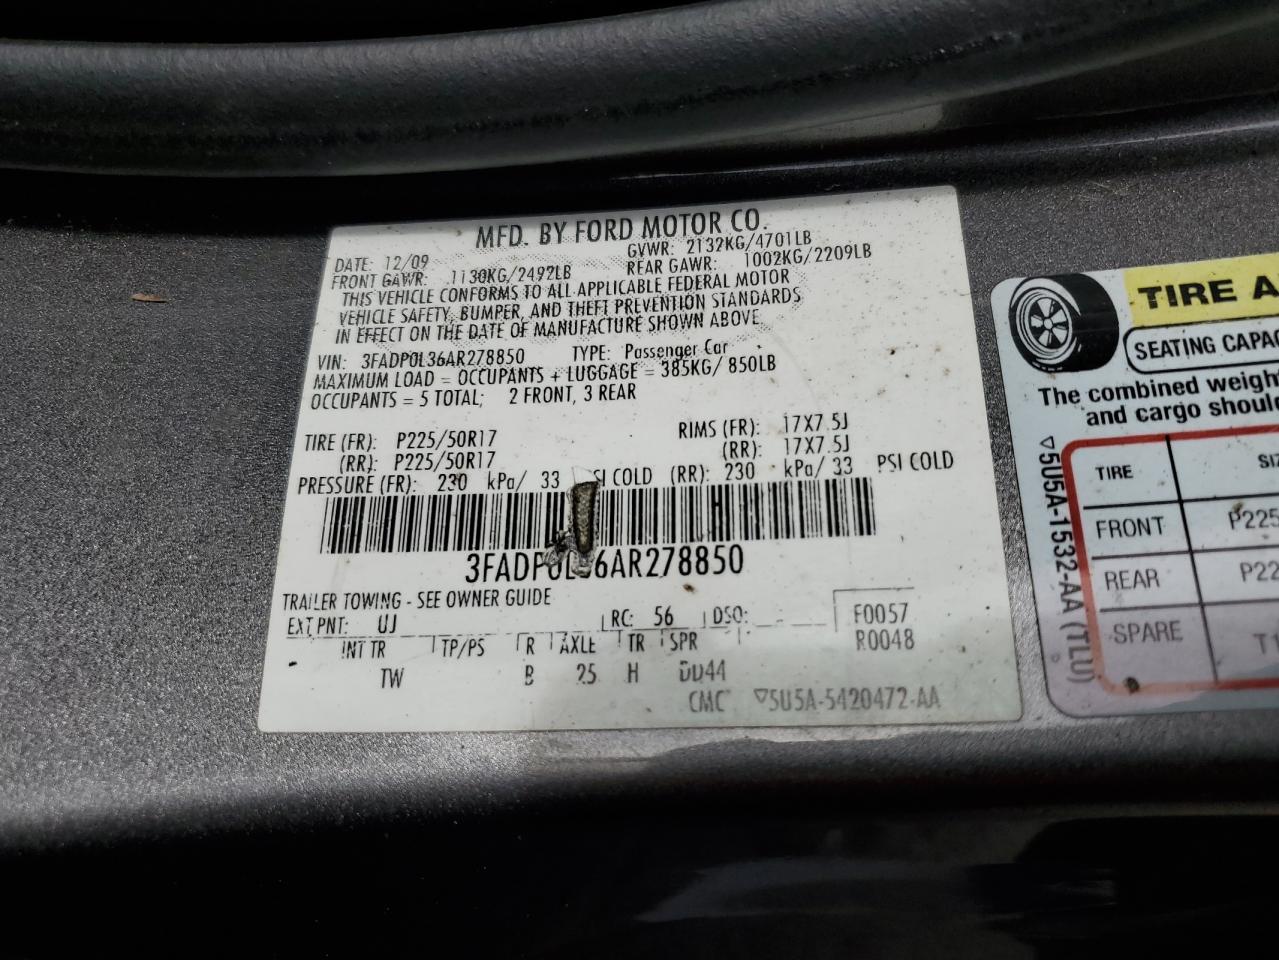 MFD. BY FORD MOTOR CO.
DATE: 12/09 GVWR: 2132KG/4701LB
FRONT GAWR: 1130KG/2492LB REAR GAWR: 1002KG/2209LB
THIS VEHICLE CONFORMS TO ALL APPLICABLE FEDERAL MOTOR
VEHICLE SAFETY, BUMPER, AND THEFT PREVENTION STANDARDS
IN EFFECT ON THE DATE OF MANUFACTURE SHOWN ABOVE
VIN: 3FADP0L36AR278850 TYPE: Passenger Car
MAXIMUM LOAD = OCCUPANTS + LUGGAGE = 385KG/850LB
OCCUPANTS = 5 TOTAL; 2 FRONT, 3 REAR
TIRE (FR): P225/50R17 RIMS (FR): 17X7.5J
(RR): P225/50R17 (RR): 17X7.5J
PRESSURE (FR): 230 kPa/ 33 SI COLD (RR): 230 kPa/ 33 PSI COLD
3FADP0L36AR278850
TRAILER TOWING - SEE OWNER GUIDE
EXT PNT: UJ RC: 56 DSO: F0057
INT TR TP/PS R AXLE TR SPR R0048
TW B 25 H DD44
CMC ▽5U5A-5420472-AA
TIRE A
SEATING CAPA
The combined weigh
and cargo shoul
▽5U5A-1532-AA (TLU)
TIRE SIZ
FRONT P225
REAR P22
SPARE T1